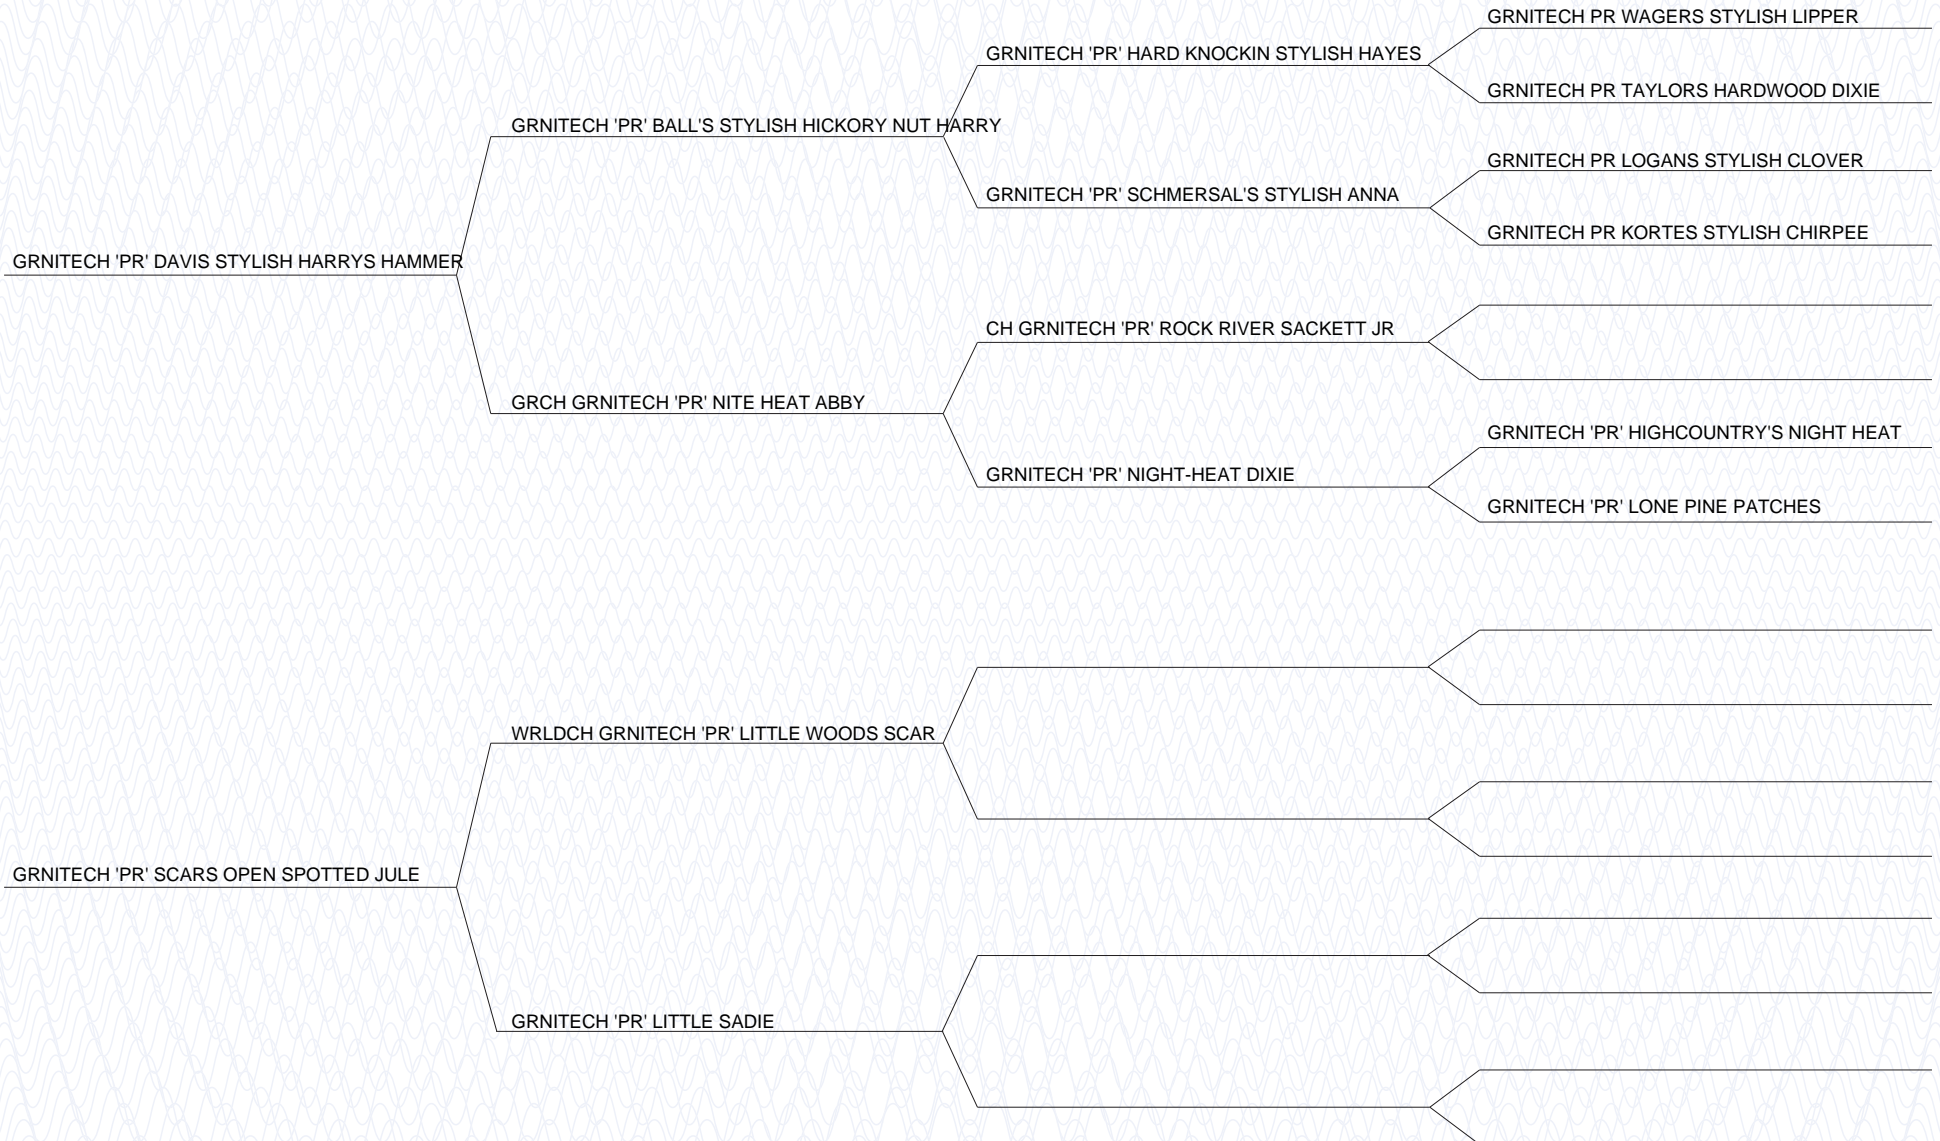 GRNITECH PR WAGERS STYLISH LIPPER
GRNITECH 'PR' HARD KNOCKIN STYLISH HAYES
GRNITECH PR TAYLORS HARDWOOD DIXIE
GRNITECH 'PR' BALL'S STYLISH HICKORY NUT HARRY
GRNITECH PR LOGANS STYLISH CLOVER
GRNITECH 'PR' SCHMERSAL'S STYLISH ANNA
GRNITECH PR KORTES STYLISH CHIRPEE
GRNITECH 'PR' DAVIS STYLISH HARRYS HAMMER
CH GRNITECH 'PR' ROCK RIVER SACKETT JR
GRCH GRNITECH 'PR' NITE HEAT ABBY
GRNITECH 'PR' HIGHCOUNTRY'S NIGHT HEAT
GRNITECH 'PR' NIGHT-HEAT DIXIE
GRNITECH 'PR' LONE PINE PATCHES
WRLDCH GRNITECH 'PR' LITTLE WOODS SCAR
GRNITECH 'PR' SCARS OPEN SPOTTED JULE
GRNITECH 'PR' LITTLE SADIE